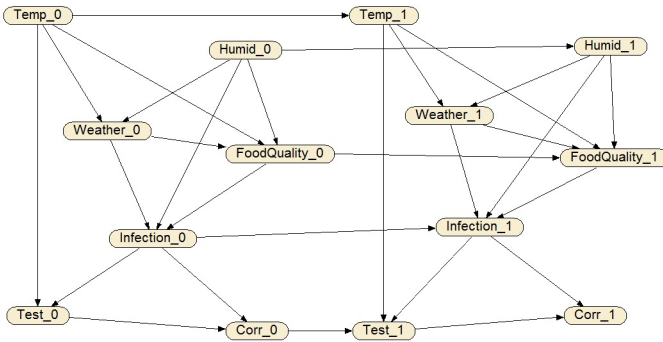 Temp_0
Temp_1
Humid_0
Humid_1
Weather_0
Weather_1
FoodQuality_0
FoodQuality_1
Infection_0
Infection_1
Test_0
Corr_0
Test_1
Corr_1